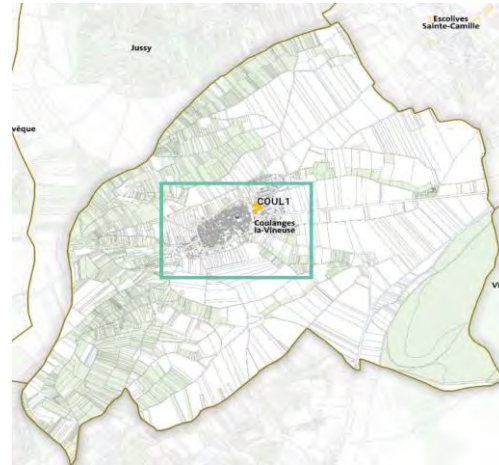 Escolives
Sainte-Camille
Jussy
vêque
COUL1
Coulanges
la-Vineuse
Vi